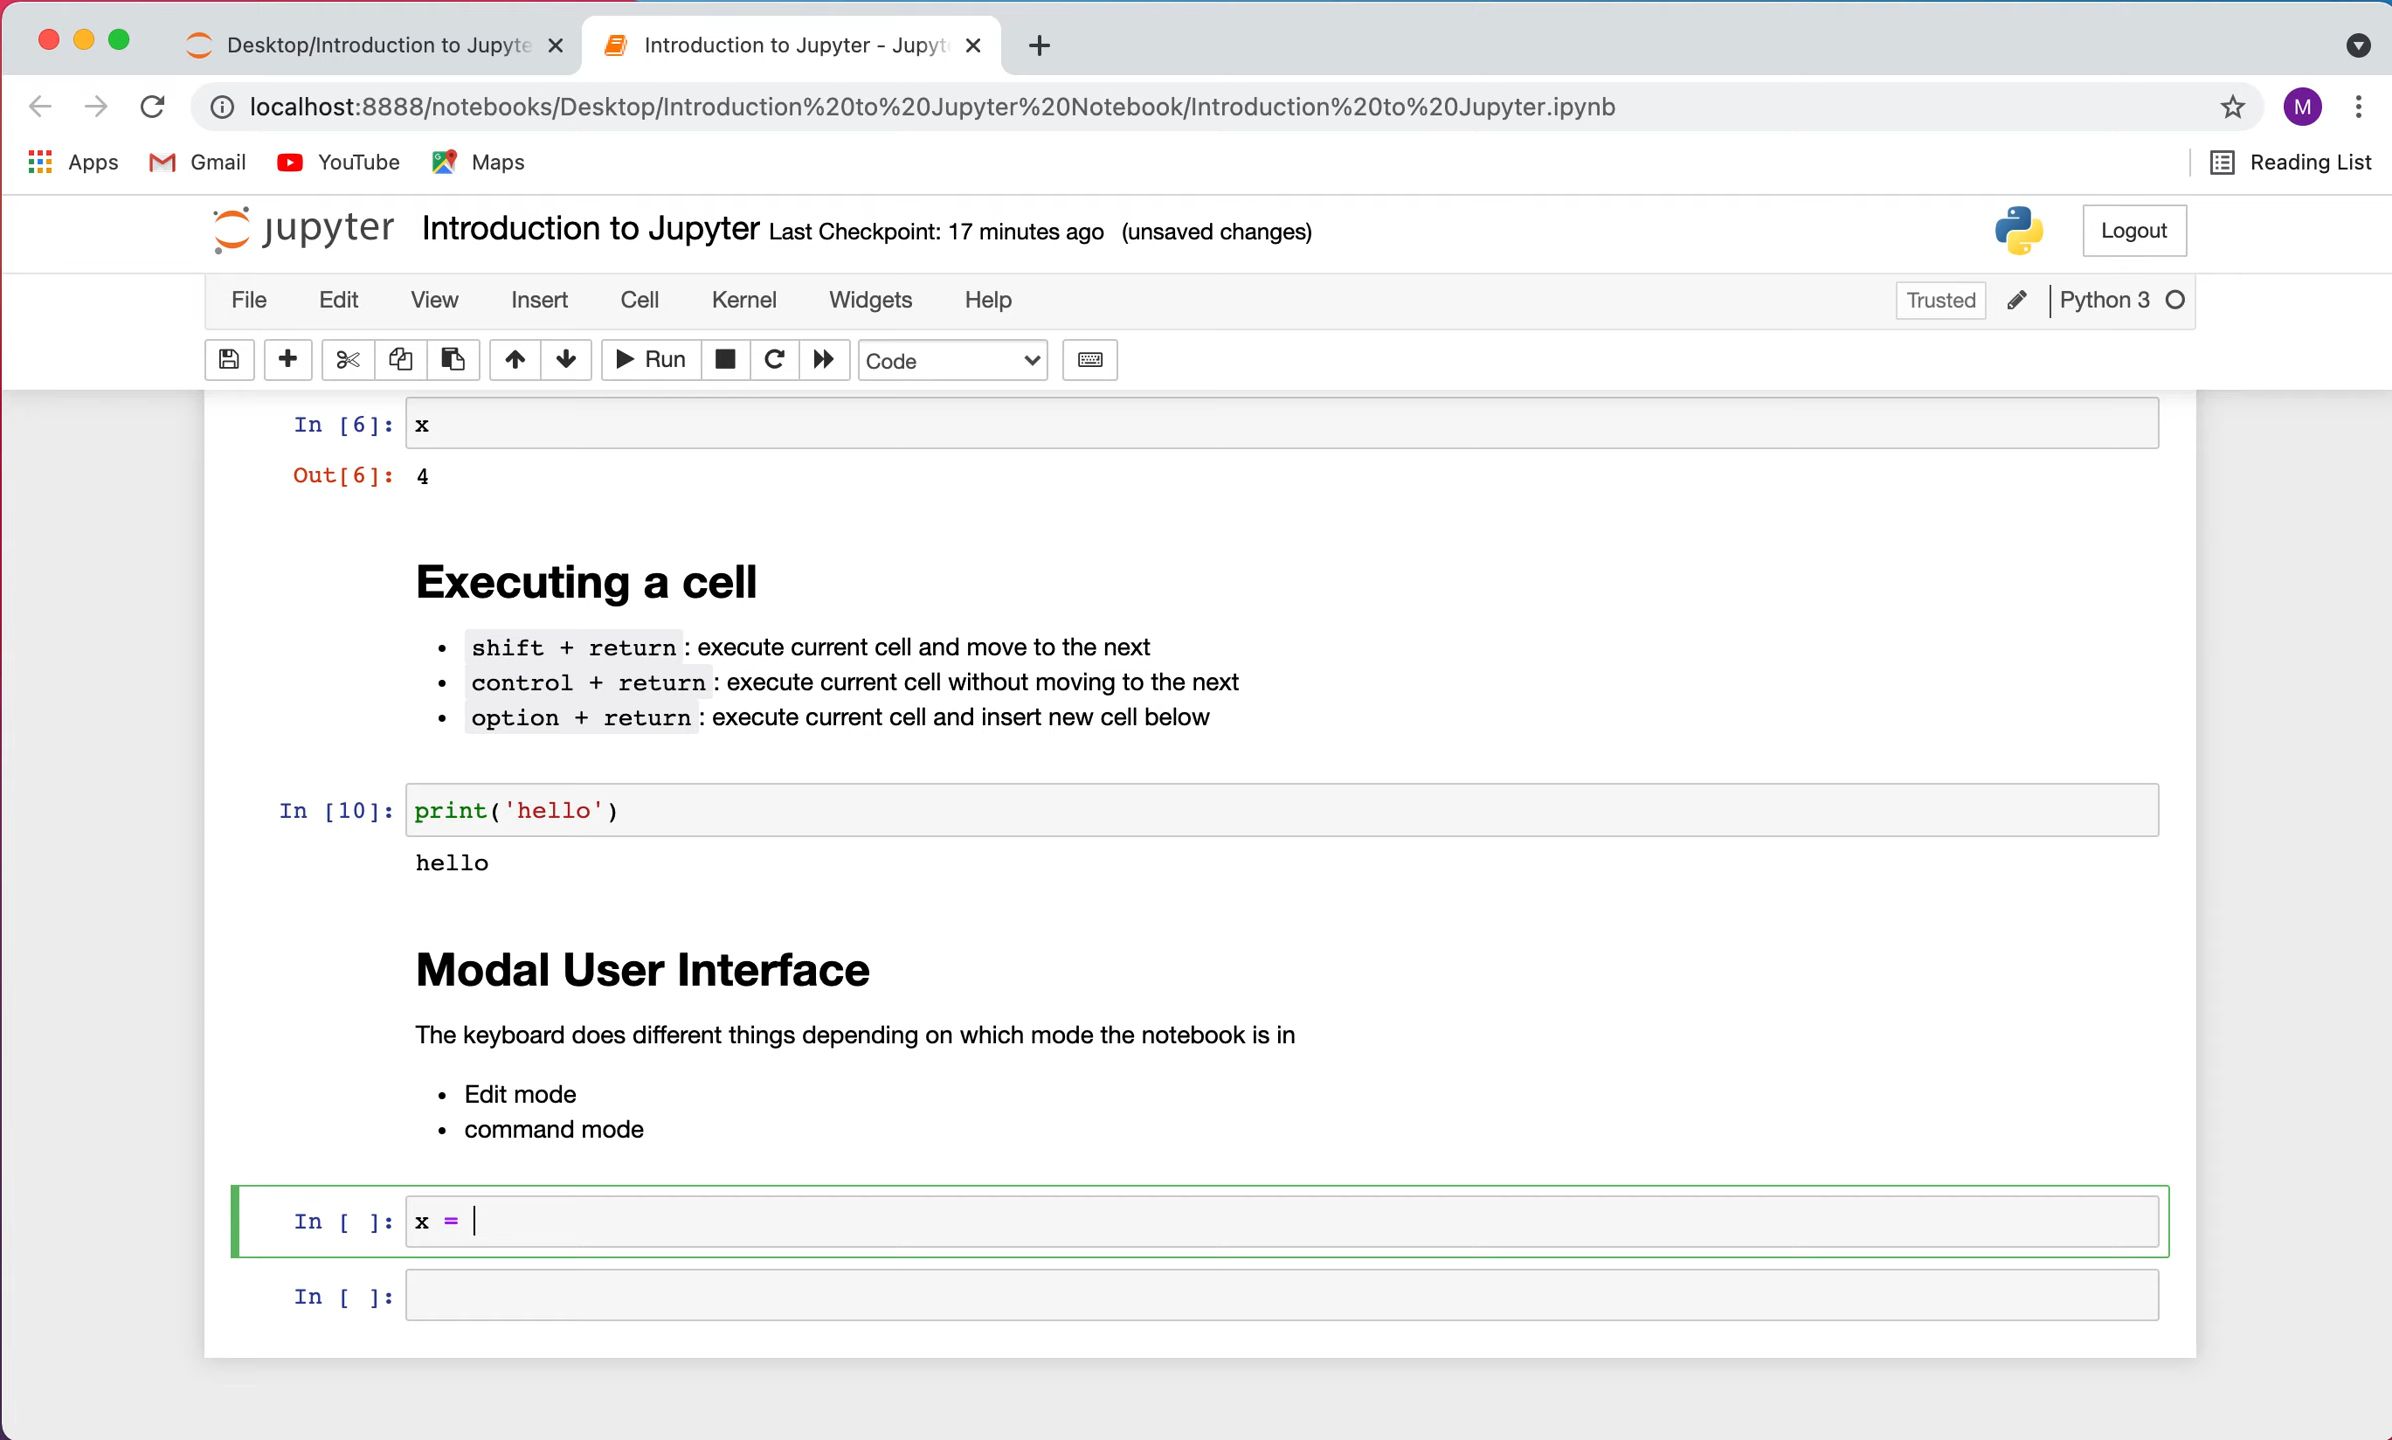 Desktop/Introduction to Jupyte
Introduction to Jupyter - Jupyt
localhost:8888/notebooks/Desktop/Introduction%20to%20Jupyter%20Notebook/Introduction%20to%20Jupyter.ipynb
M
Apps Gmail YouTube Maps Reading List
jupyter Introduction to Jupyter Last Checkpoint: 17 minutes ago (unsaved changes) Logout
File Edit View Insert Cell Kernel Widgets Help Trusted Python 3
Run Code
In [6]: x
Out[6]: 4
Executing a cell
• shift + return : execute current cell and move to the next
• control + return : execute current cell without moving to the next
• option + return : execute current cell and insert new cell below
In [10]: print('hello')
hello
Modal User Interface
The keyboard does different things depending on which mode the notebook is in
• Edit mode
• command mode
In [ ]: x =
In [ ]: